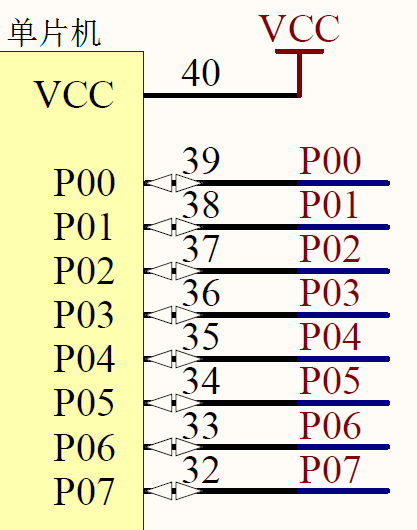 单片机
VCC
VCC 40
P00 39 P00
P01 38 P01
P02 37 P02
P03 36 P03
P04 35 P04
P05 34 P05
P06 33 P06
P07 32 P07